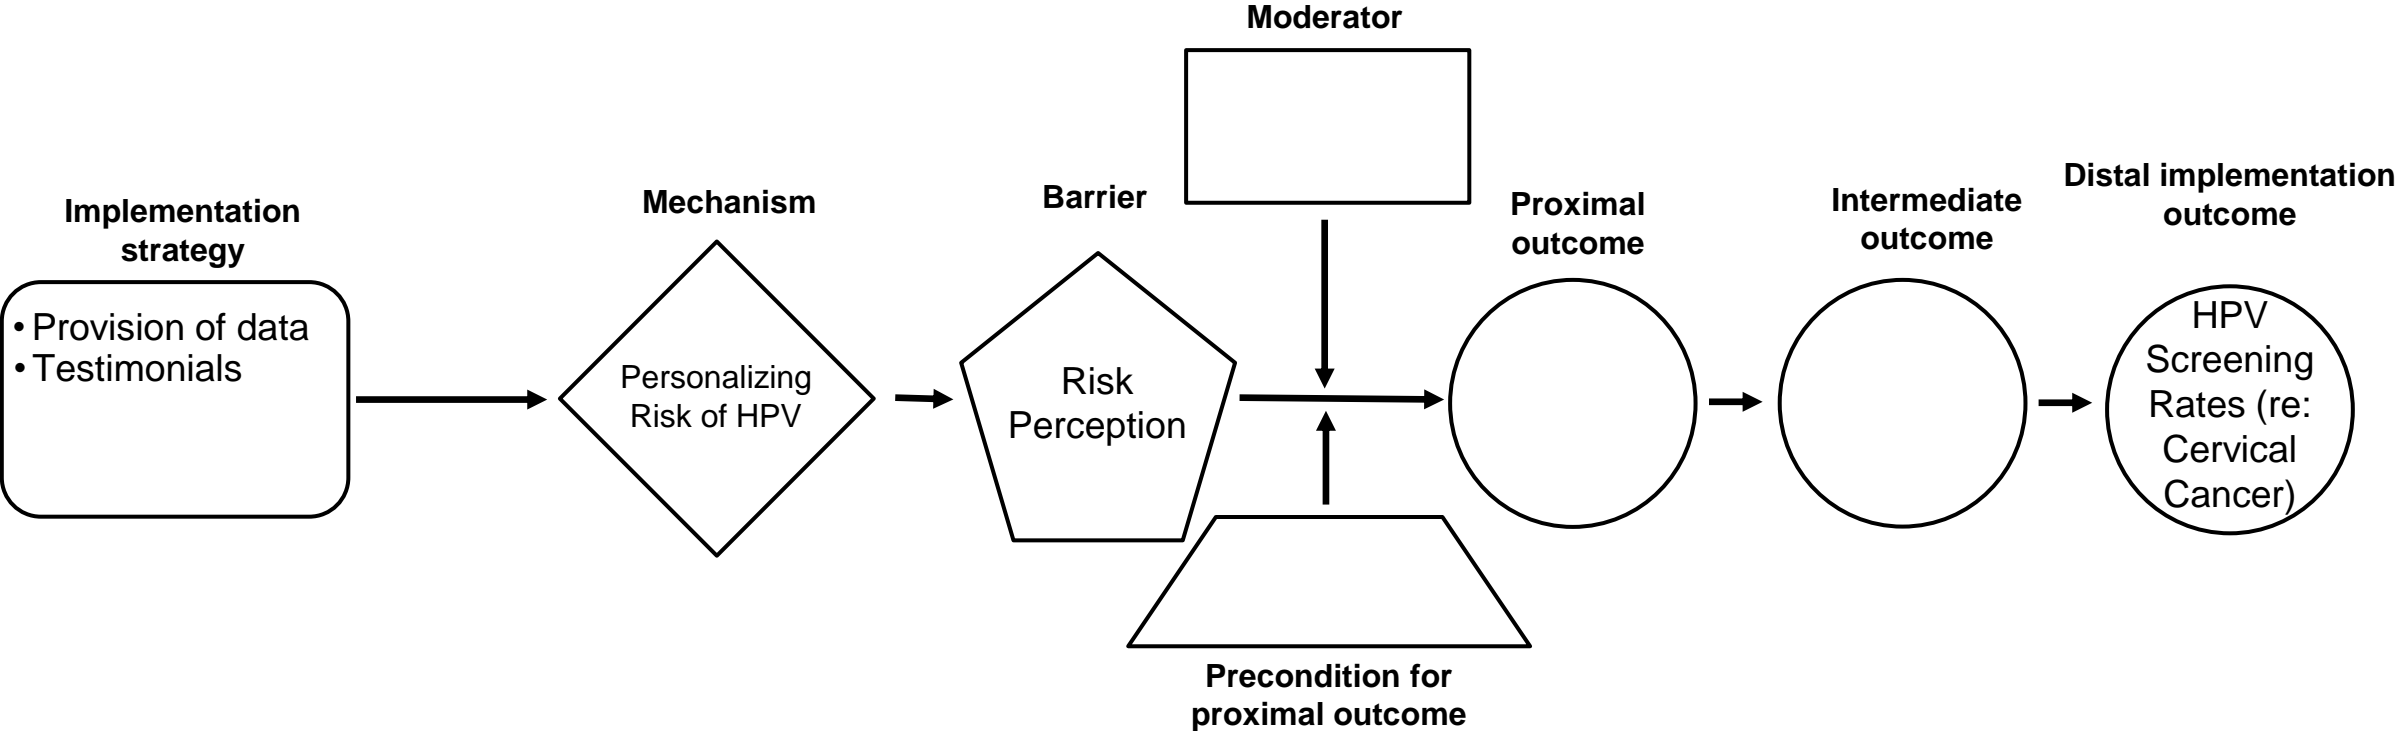 Moderator
Implementation
strategy
• Provision of data
• Testimonials
Mechanism
Personalizing
Risk of HPV
Barrier
Risk
Perception
Precondition for
proximal outcome
Proximal
outcome
Intermediate
outcome
Distal implementation
outcome
HPV
Screening
Rates (re:
Cervical
Cancer)